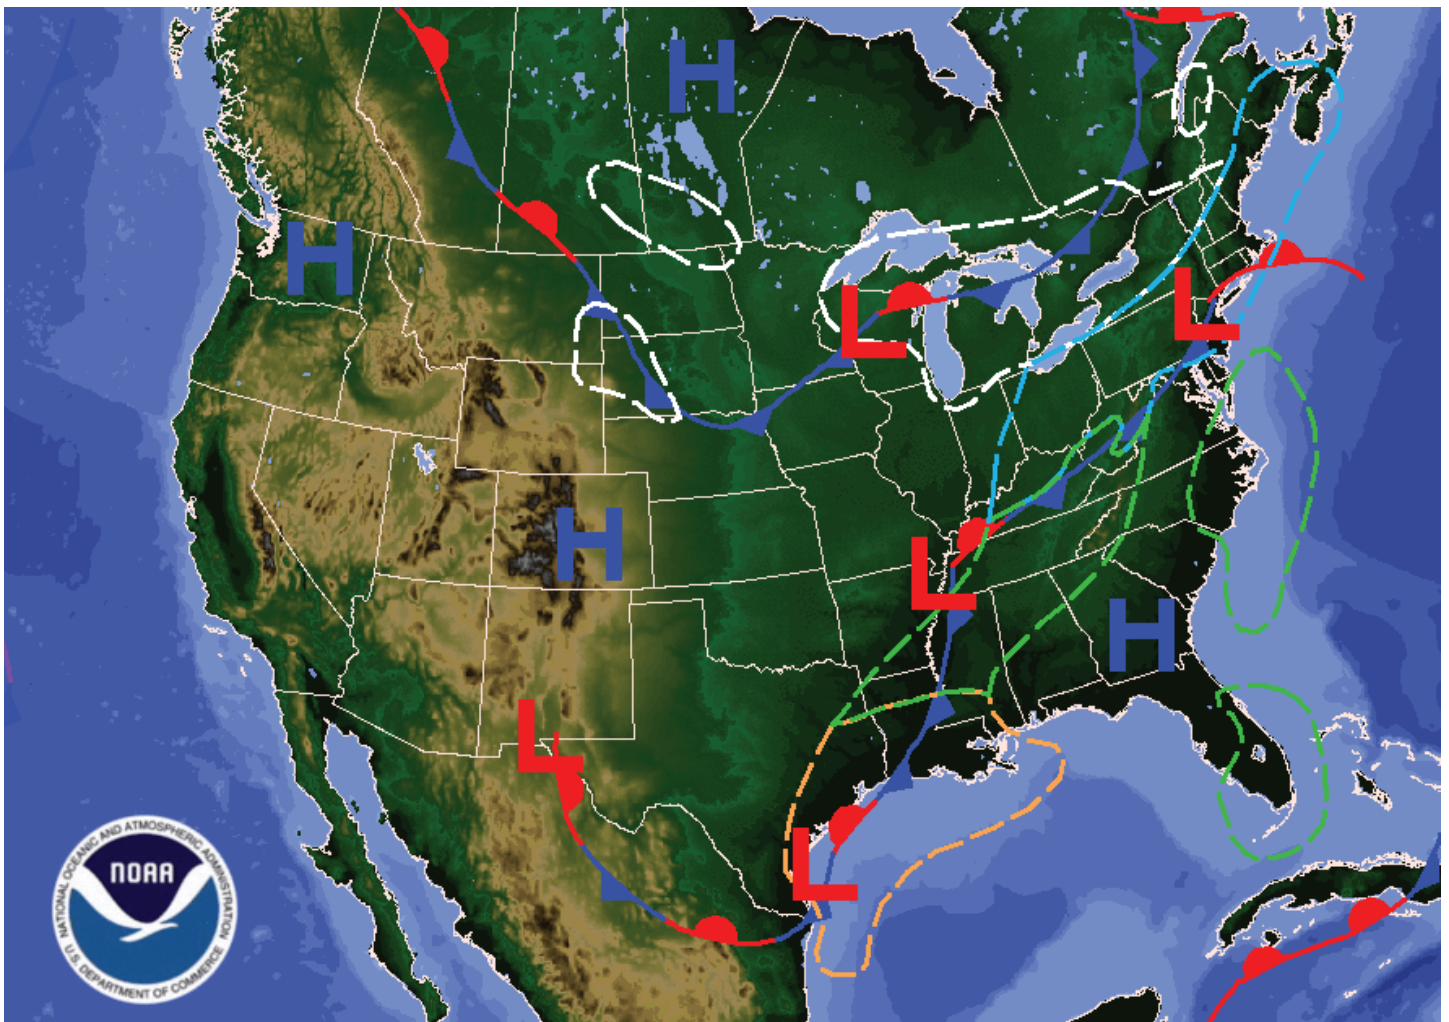 H
H
L
L
H
L
H
L
L
NOAA
NATIONAL OCEANIC AND ATMOSPHERIC ADMINISTRATION
U.S. DEPARTMENT OF COMMERCE